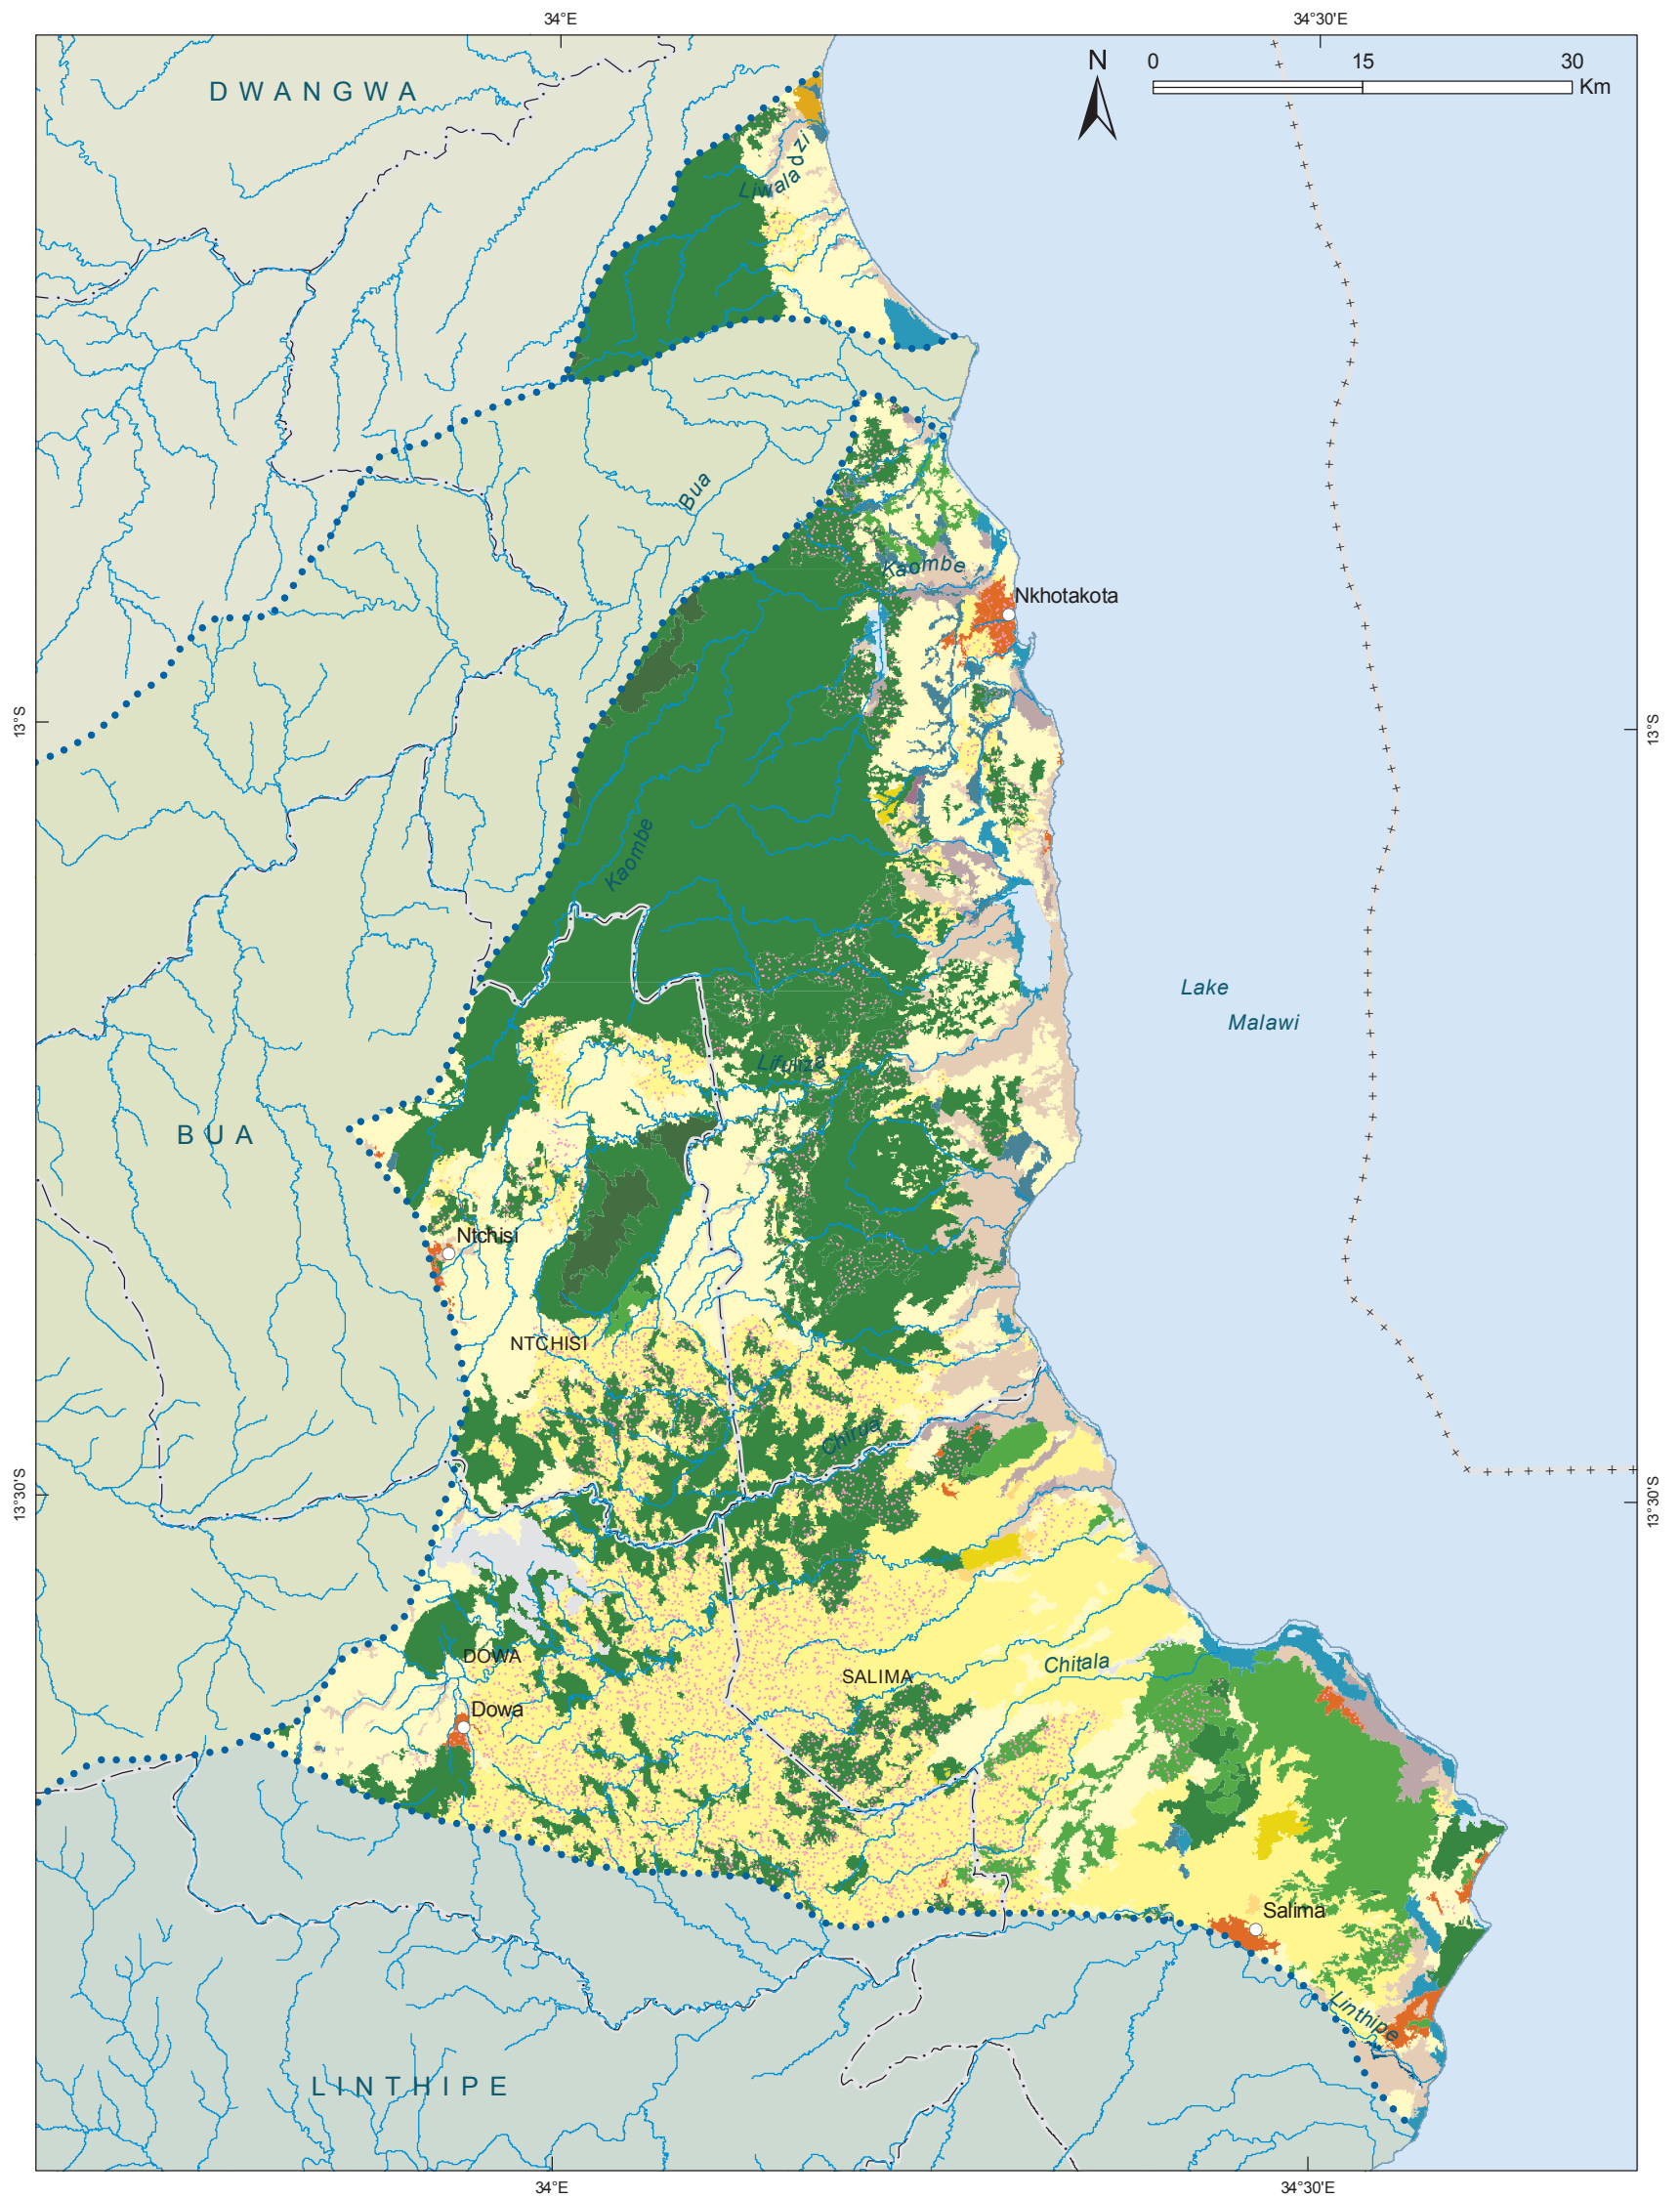 34°E
34°30'E
N
0
15
30
Km
DWANGWA
Liwaladzi
Bua
Kaombe
Nkhotakota
13°S
13°S
Kaombe
Lake
Malawi
Lifuliza
BUA
Ntchisi
NTCHISI
Chirua
13°30'S
13°30'S
DOWA
Chitala
SALIMA
Dowa
Salima
Linthipe
LINTHIPE
34°E
34°30'E